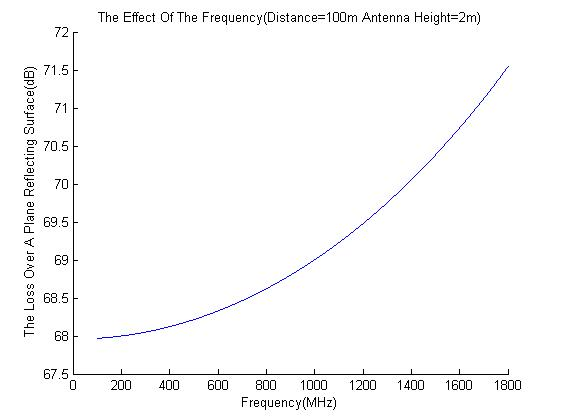 The Effect Of The Frequency(Distance=100m Antenna Height=2m)
The Loss Over A Plane Reflecting Surface(dB)
72
71.5
71
70.5
70
69.5
69
68.5
68
67.5
0 200 400 600 800 1000 1200 1400 1600 1800
Frequency(MHz)